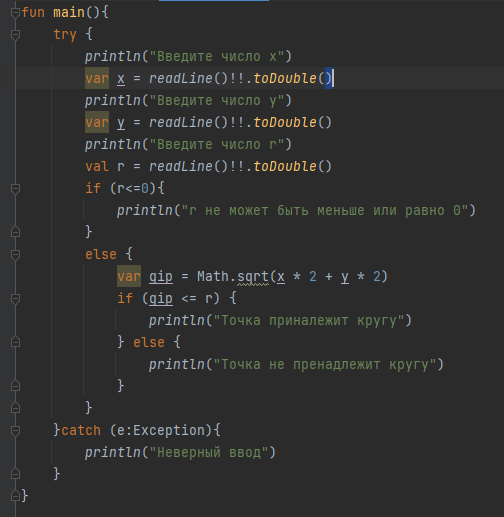 fun main(){
    try {
        println("Введите число x")
        var x = readLine()!!.toDouble()
        println("Введите число y")
        var y = readLine()!!.toDouble()
        println("Введите число r")
        val r = readLine()!!.toDouble()
        if (r<=0){
            println("r не может быть меньше или равно 0")
        }
        else {
            var gip = Math.sqrt(x * 2 + y * 2)
            if (gip <= r) {
                println("Точка приналежит кругу")
            } else {
                println("Точка не пренадлежит кругу")
            }
        }
    }catch (e:Exception){
        println("Неверный ввод")
    }
}